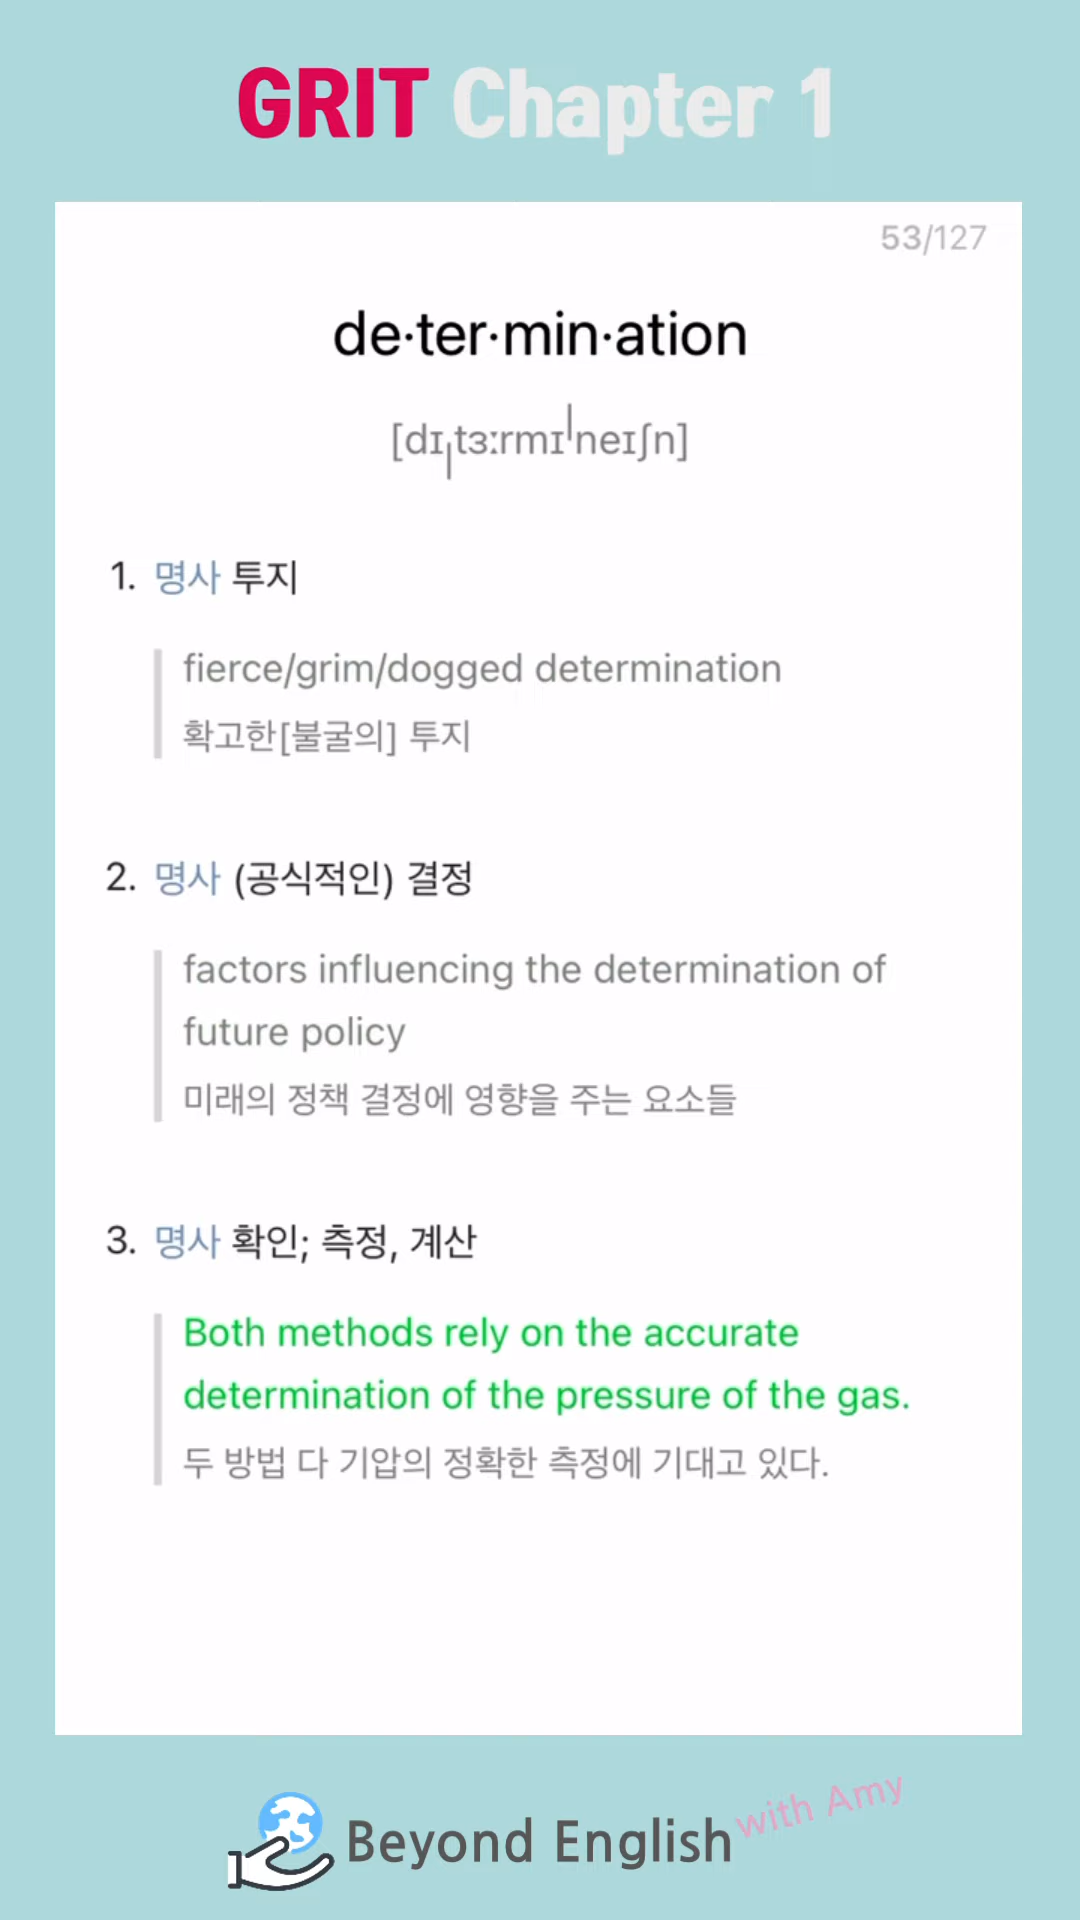 GRIT Chapter 1
53/127
de·ter·min·ation
[dɪˌtɜːrmɪˈneɪʃn]
1. 명사 투지
fierce/grim/dogged determination
확고한[불굴의] 투지
2. 명사 (공식적인) 결정
factors influencing the determination of
future policy
미래의 정책 결정에 영향을 주는 요소들
3. 명사 확인; 측정, 계산
Both methods rely on the accurate
determination of the pressure of the gas.
두 방법 다 기압의 정확한 측정에 기대고 있다.
Beyond English with Amy